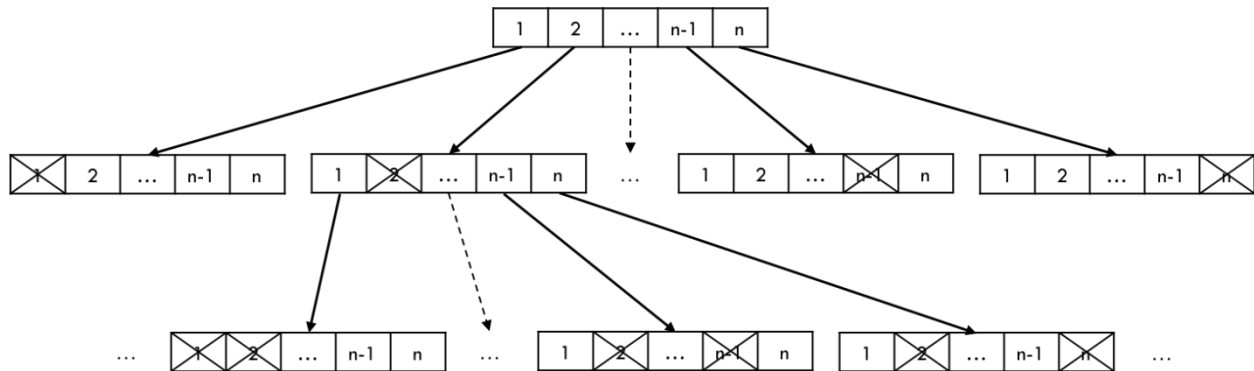 1 2 ... n-1 n
1 2 ... n-1 n 1 2 ... n-1 n ... 1 2 ... n-1 n 1 2 ... n-1 n
... 1 2 ... n-1 n ... 1 2 ... n-1 n 1 2 ... n-1 n ...